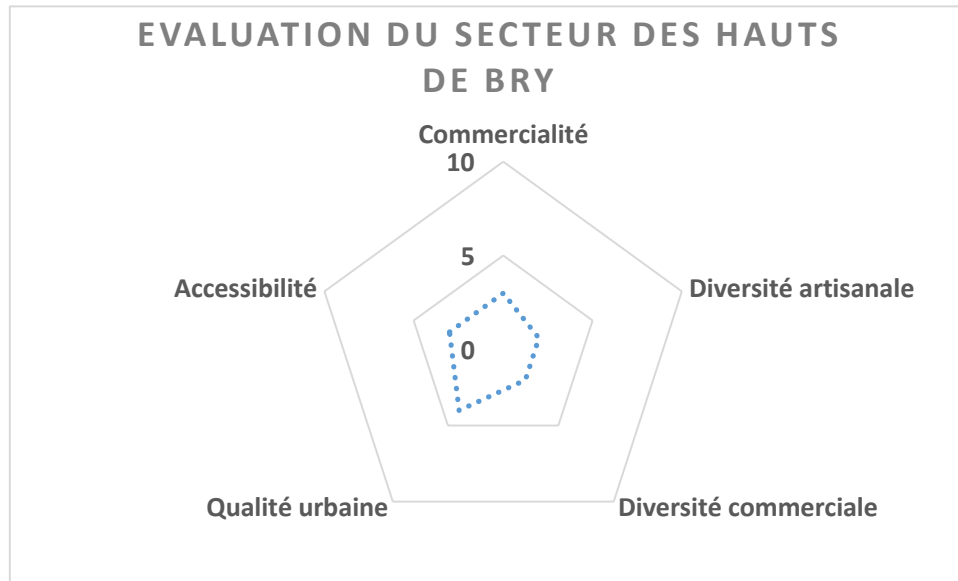 EVALUATION DU SECTEUR DES HAUTS
DE BRY
Commercialité
10
5
Accessibilité
Diversité artisanale
0
Qualité urbaine
Diversité commerciale